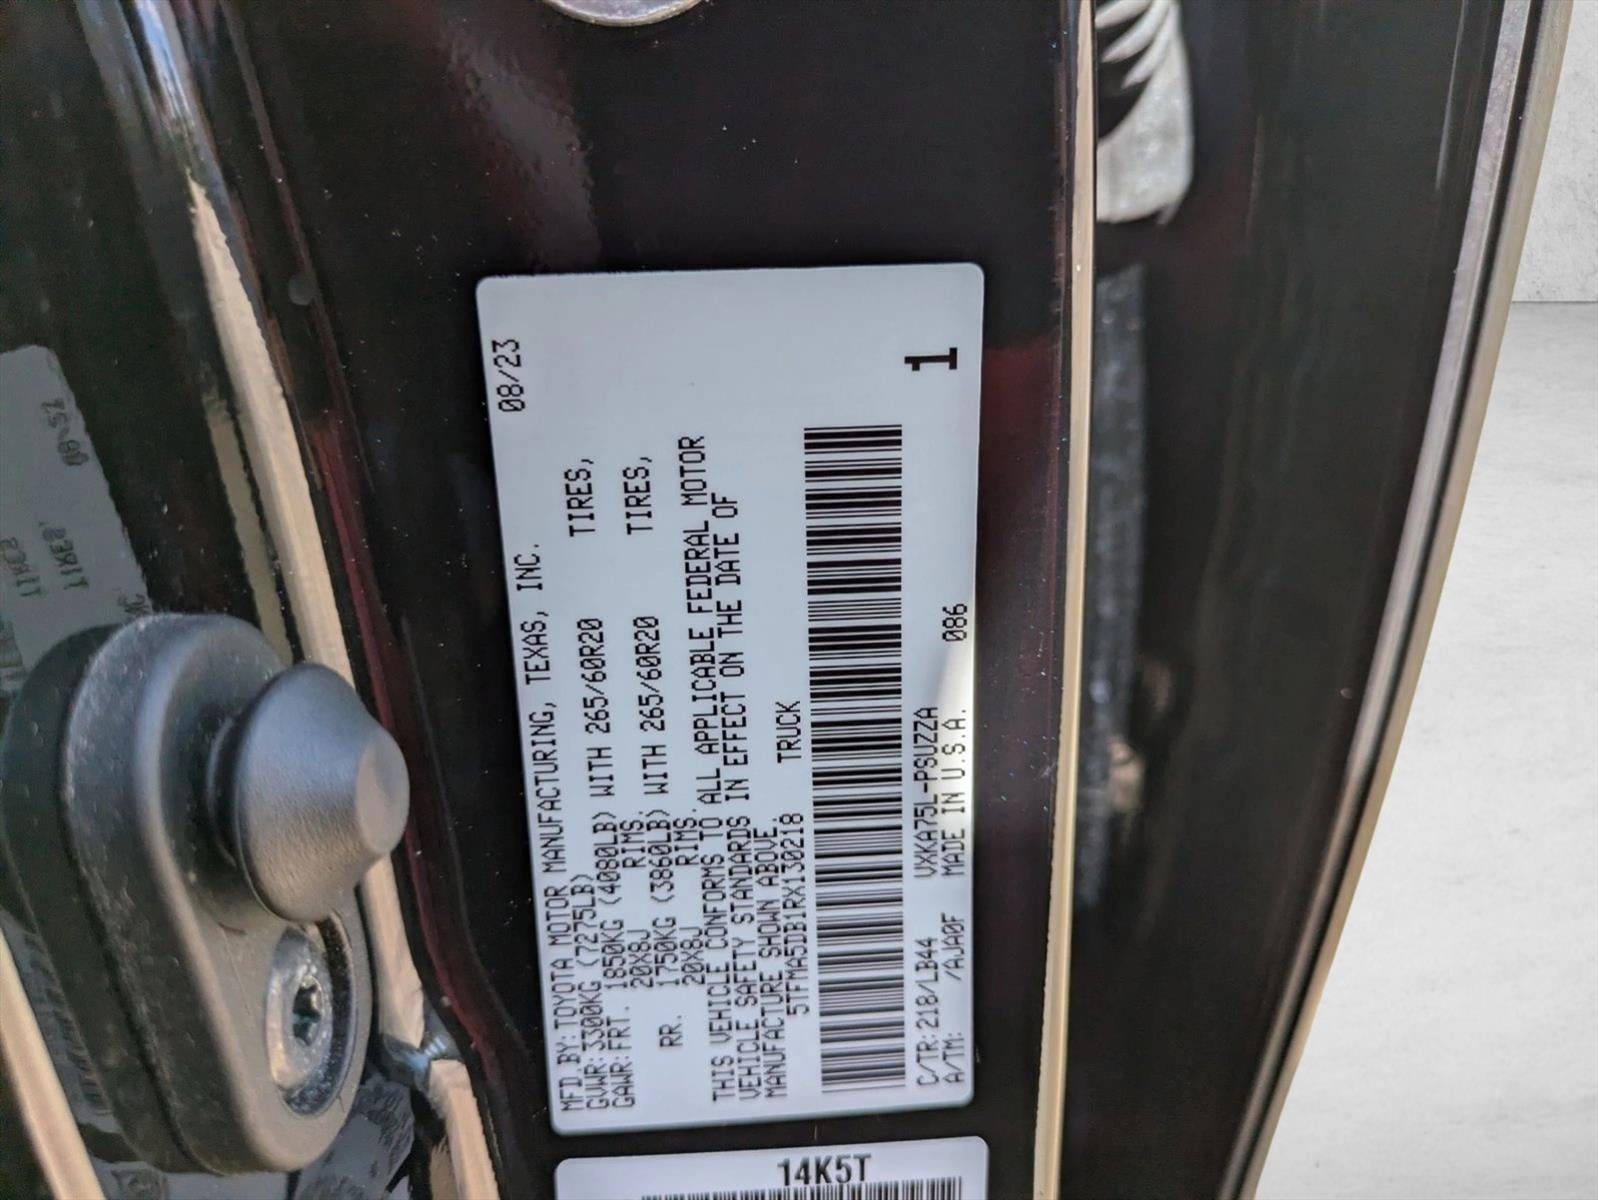 MFD.BY: TOYOTA MOTOR MANUFACTURING, TEXAS, INC. 08/23
GVWR: 3300KG (7275LB)
GAWR: FRT. 1850KG (4080LB) WITH 265/60R20 TIRES,
20X8J RIMS.
RR. 1750KG (3860LB) WITH 265/60R20 TIRES,
20X8J RIMS.
THIS VEHICLE CONFORMS TO ALL APPLICABLE FEDERAL MOTOR
VEHICLE SAFETY STANDARDS IN EFFECT ON THE DATE OF
MANUFACTURE SHOWN ABOVE.
5TFMA5DB1RX130218 TRUCK
C/TR: 218/LB44 VXKA75L-PSUZZA 086 1
A/TM: /AJA0F MADE IN U.S.A.
14K5T